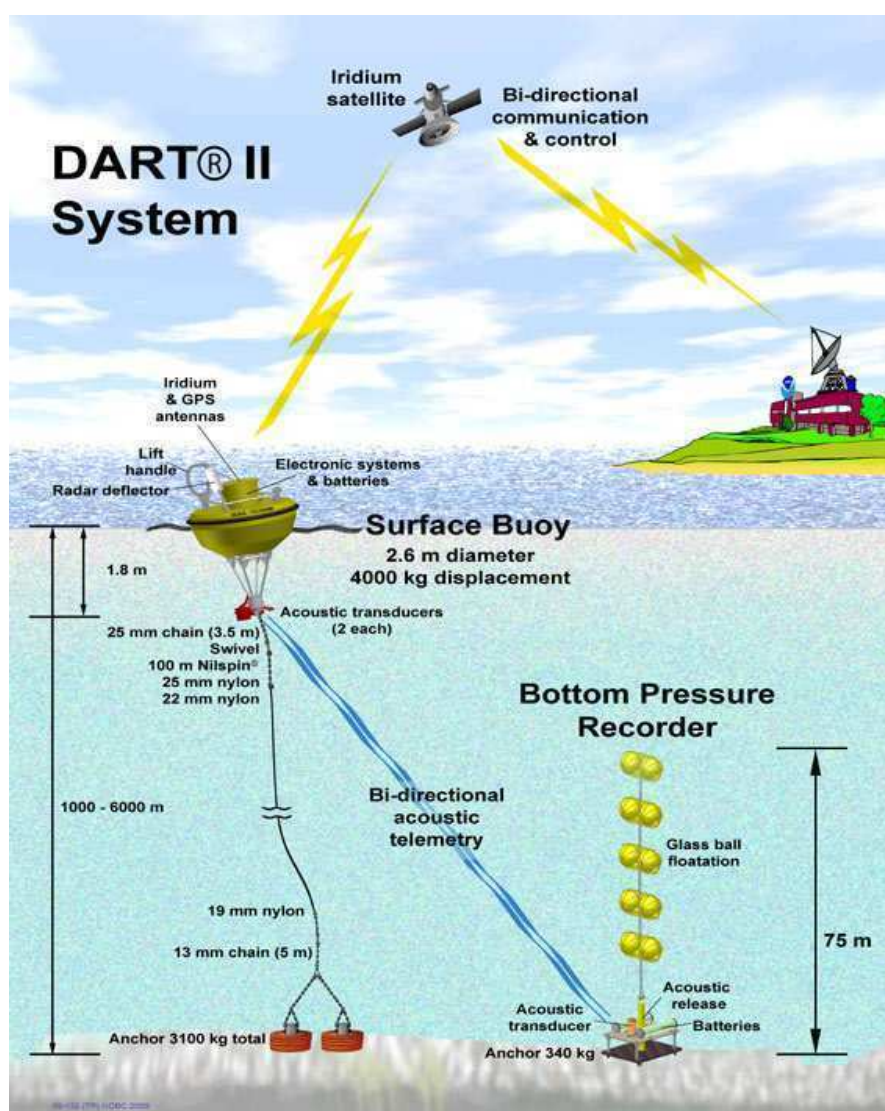 Iridium
satellite
Bi-directional
communication
& control
DART® II
System
Iridium
& GPS
antennas
Lift
handle
Radar deflector
Electronic systems
& batteries
Surface Buoy
2.6 m diameter
4000 kg displacement
1.8 m
Acoustic transducers
(2 each)
25 mm chain (3.5 m)
Swivel
100 m Nilspin®
25 mm nylon
22 mm nylon
Bottom Pressure
Recorder
1000 - 6000 m
Bi-directional
acoustic
telemetry
Glass ball
floatation
19 mm nylon
75 m
13 mm chain (5 m)
Acoustic
release
Acoustic
transducer
Batteries
Anchor 3100 kg total
Anchor 340 kg